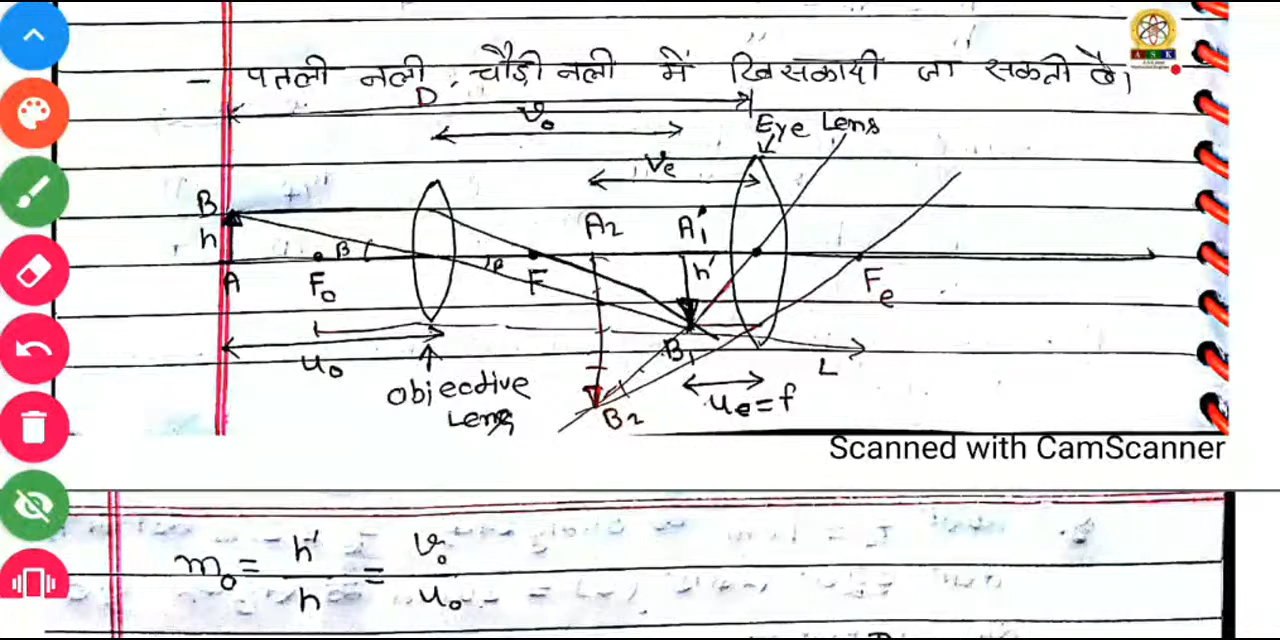 - पतली नली, चौड़ी नली में खिसकायी जा सकती है।
A S K
D
v₀
Eye Lens
Ve
B
h
A
F₀
β
β
F
A₂
A₁'
h'
Fe
u₀
B₁
L
objective
Lens
B₂
ue = f
Scanned with CamScanner
m₀ = h'/h = v₀/u₀